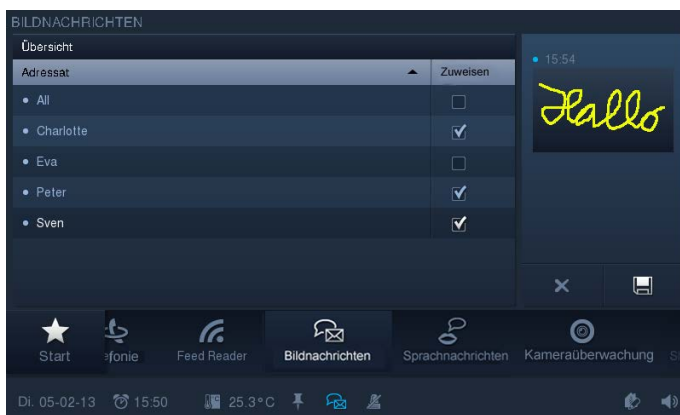 BILDNACHRICHTEN
Übersicht
Adressat Zuweisen
15:54
All
Hallo
Charlotte
Eva
Peter
Sven
Start efonie Feed Reader Bildnachrichten Sprachnachrichten Kameraüberwachung S
Di. 05-02-13 15:50 25.3°C